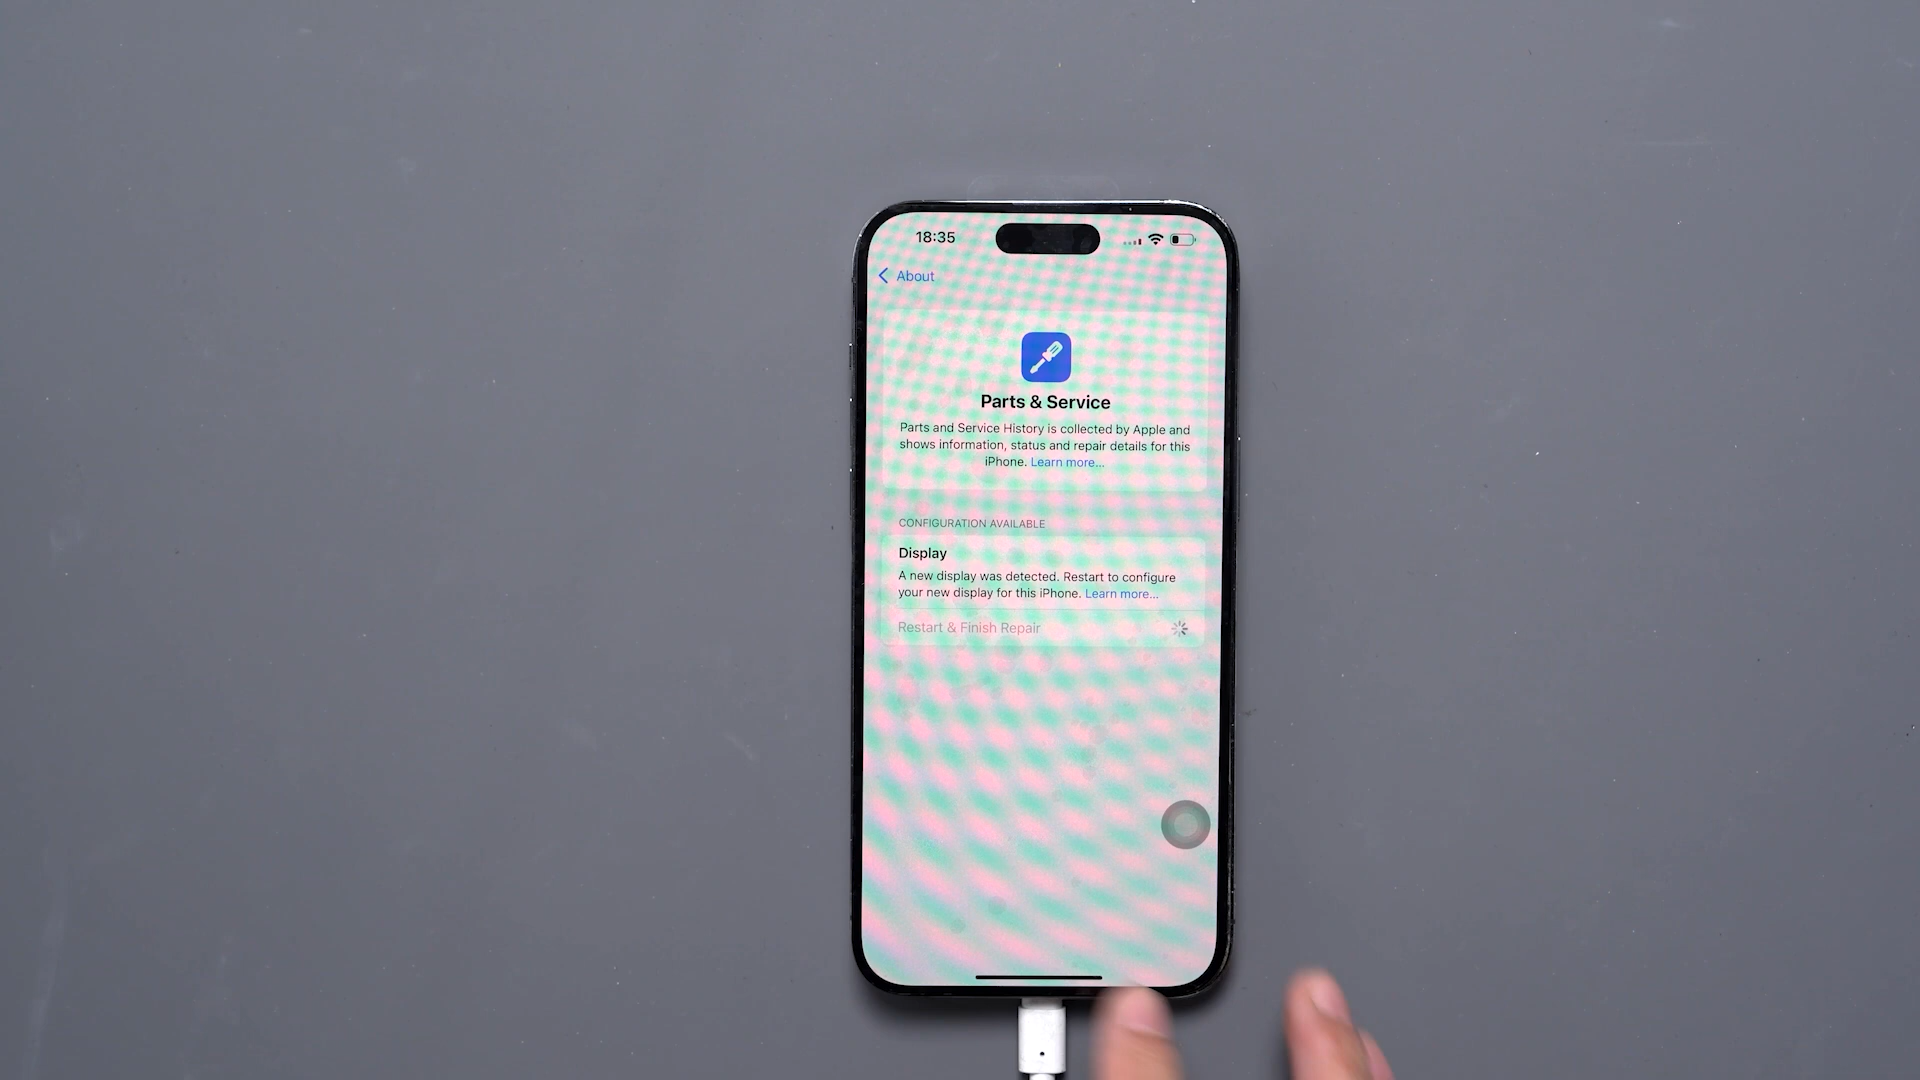 18:35
About
Parts & Service
Parts and Service History is collected by Apple and
shows information, status and repair details for this
iPhone. Learn more...
CONFIGURATION AVAILABLE
Display
A new display was detected. Restart to configure
your new display for this iPhone. Learn more...
Restart & Finish Repair